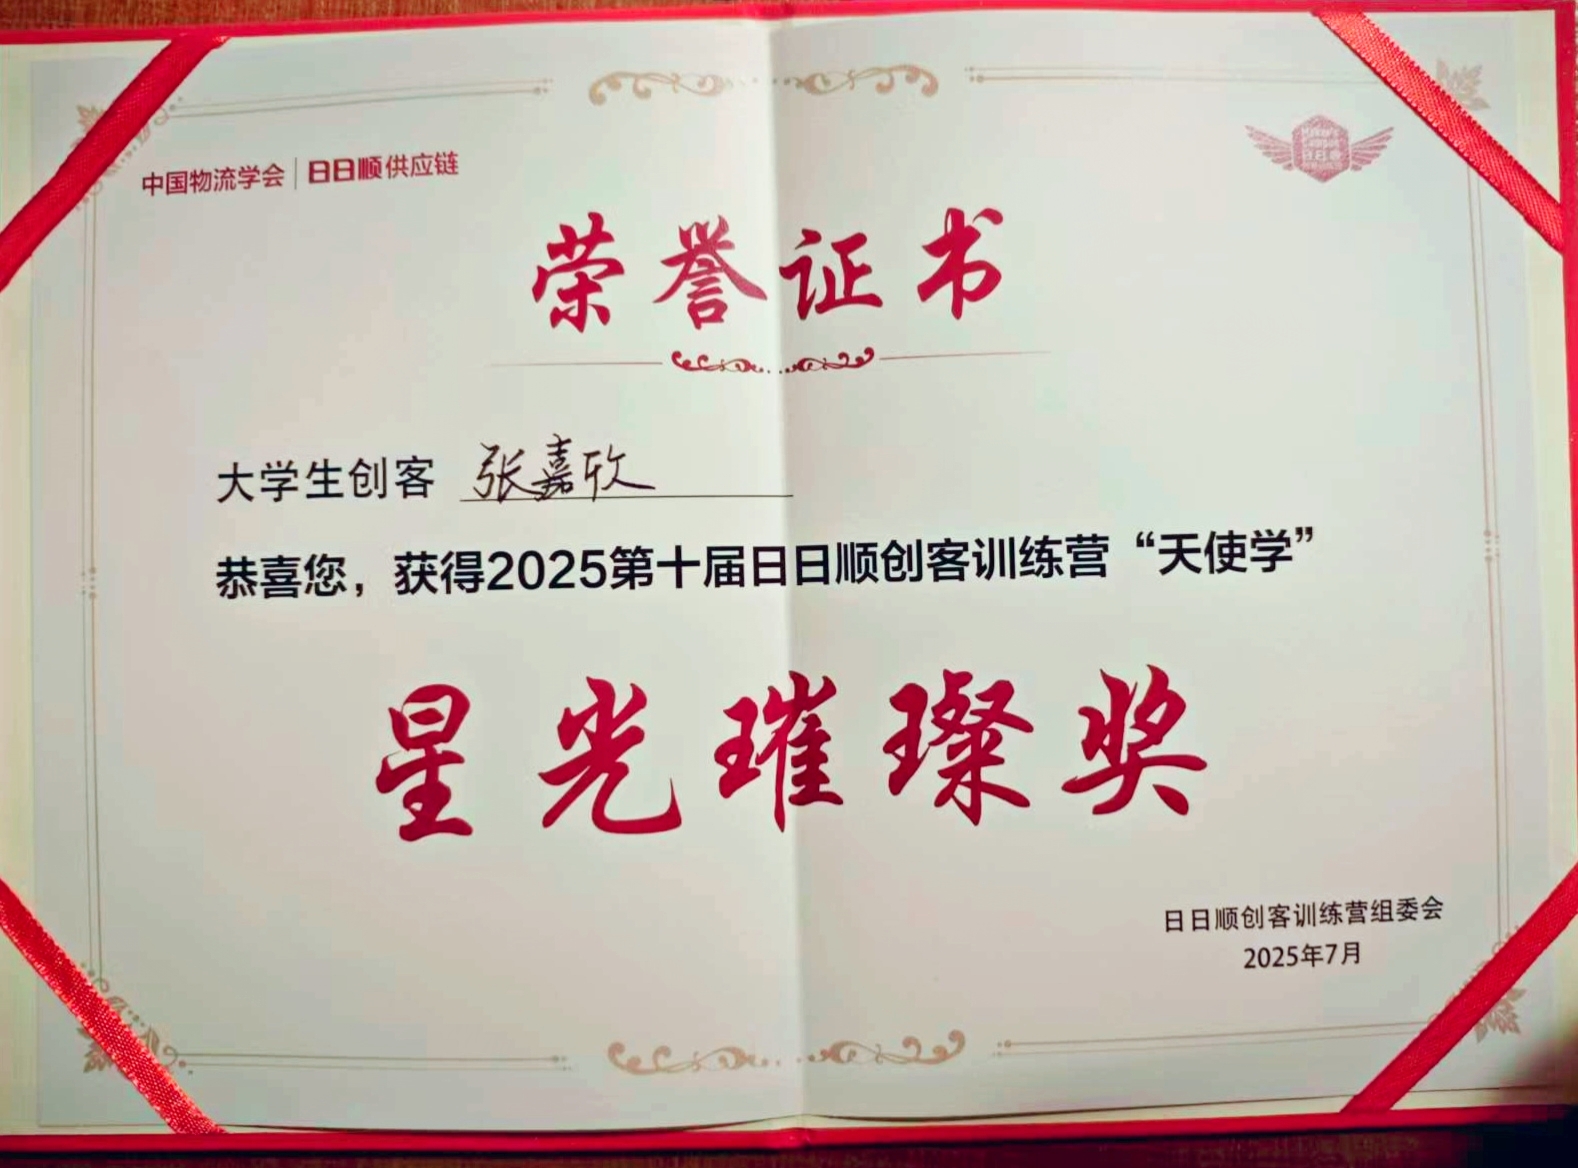 中国物流学会 | 日日顺供应链
荣誉证书
大学生创客 张嘉欣
恭喜您，获得2025第十届日日顺创客训练营“天使学”
星光璀璨奖
日日顺创客训练营组委会
2025年7月